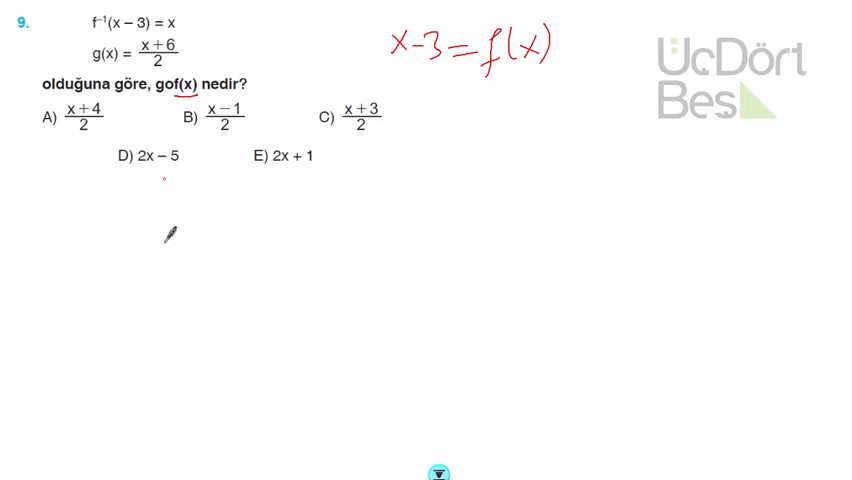 9. f⁻¹(x – 3) = x
g(x) = x + 6 / 2
olduğuna göre, gof(x) nedir?
A) x + 4 / 2 B) x – 1 / 2 C) x + 3 / 2
D) 2x – 5 E) 2x + 1
x - 3 = f(x)
ÜçDört
Beş